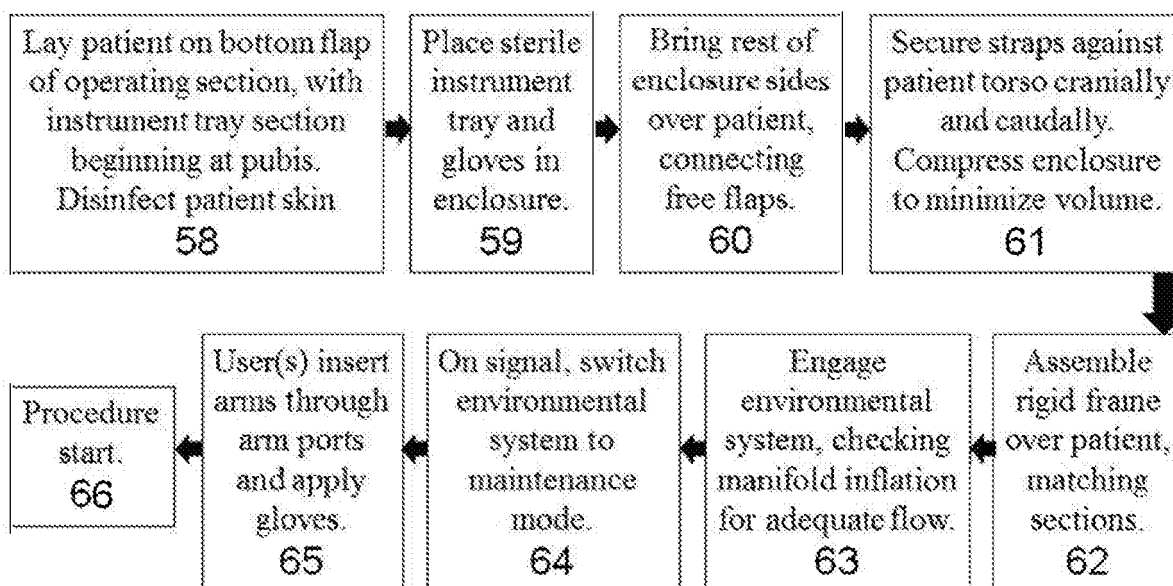 Lay patient on bottom flap
of operating section, with
instrument tray section
beginning at pubis.
Disinfect patient skin
58
Place sterile
instrument
tray and
gloves in
enclosure.
59
Bring rest of
enclosure sides
over patient,
connecting
free flaps.
60
Secure straps against
patient torso cranially
and caudally.
Compress enclosure
to minimize volume.
61
Assemble
rigid frame
over patient,
matching
sections.
62
Engage
environmental
system, checking
manifold inflation
for adequate flow.
63
On signal, switch
environmental
system to
maintenance
mode.
64
User(s) insert
arms through
arm ports
and apply
gloves.
65
Procedure
start.
66